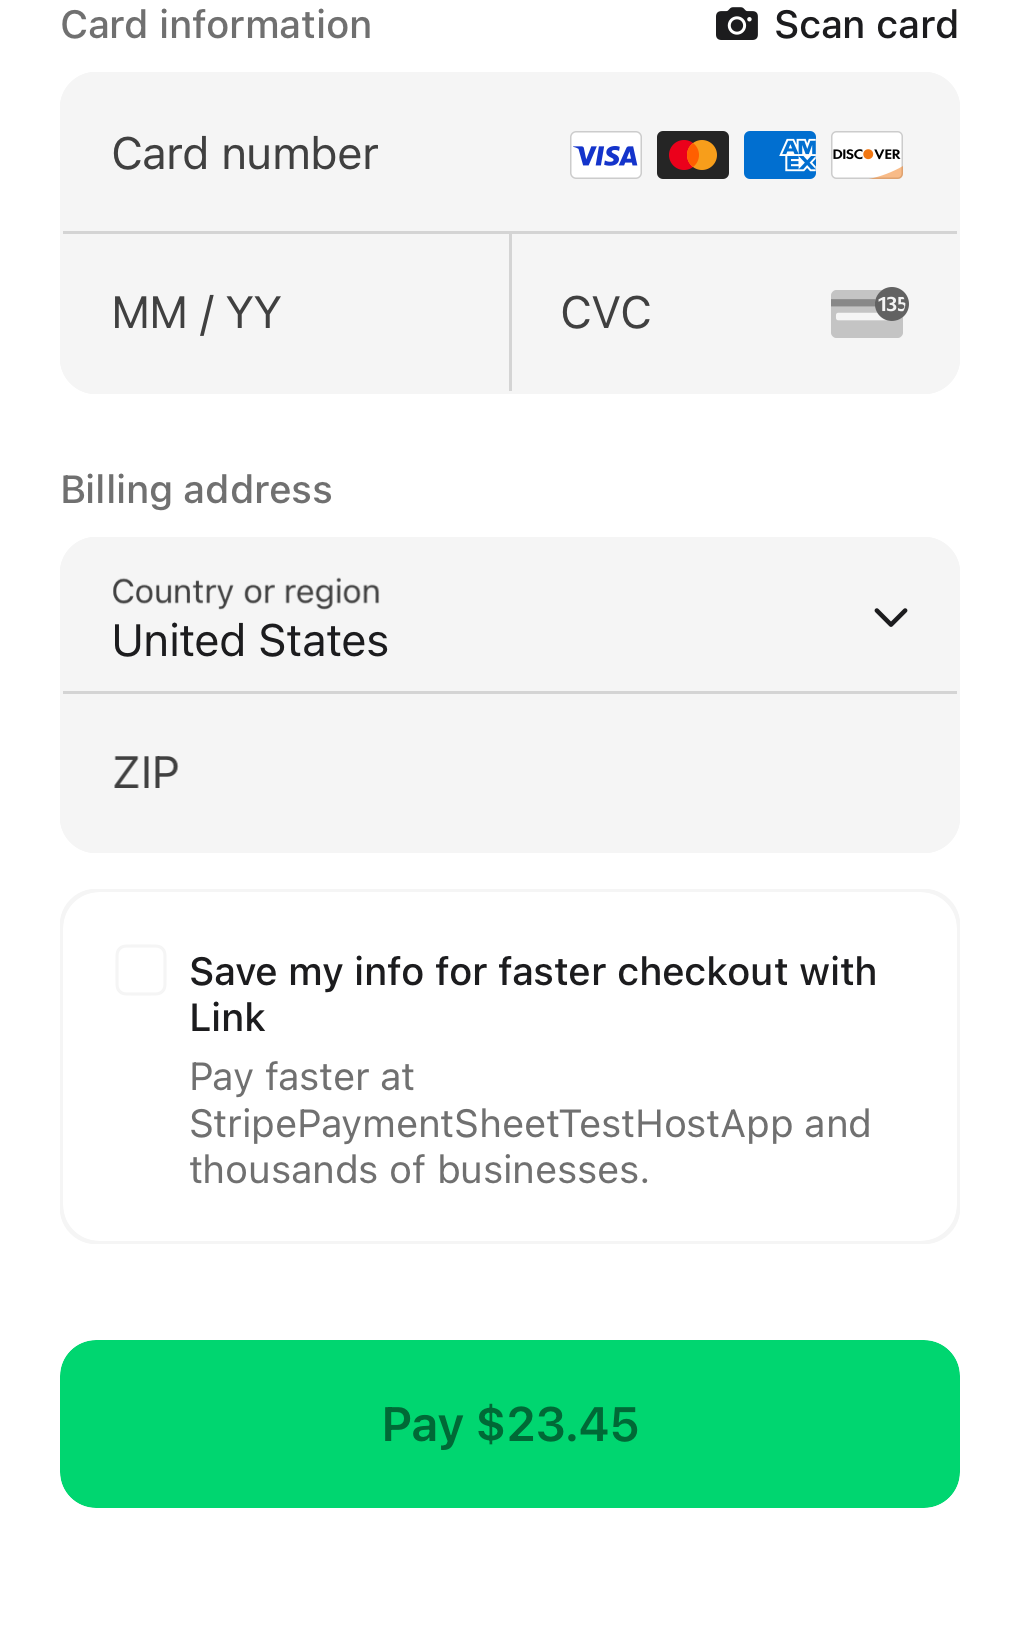 Card information
Scan card
Card number
VISA
AM
EX
DISCOVER
MM / YY
CVC
135
Billing address
Country or region
United States
ZIP
Save my info for faster checkout with
Link
Pay faster at
StripePaymentSheetTestHostApp and
thousands of businesses.
Pay $23.45